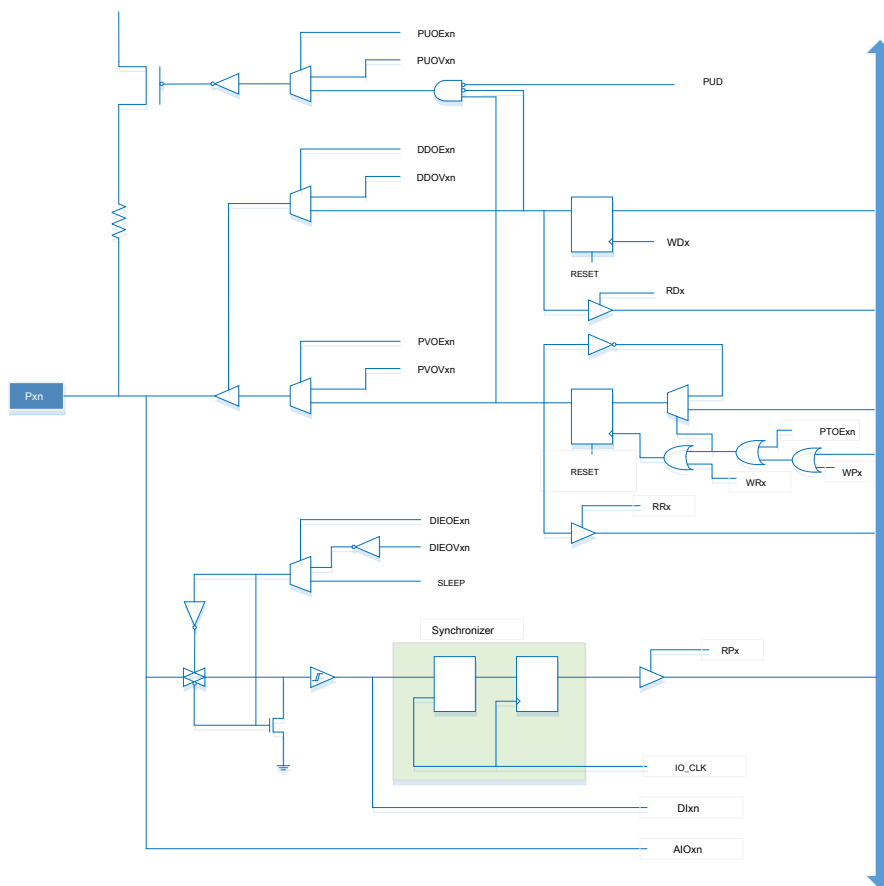 PUOExn
PUOVxn
PUD
DDOExn
DDOVxn
WDx
RESET
RDx
PVOExn
PVOVxn
Pxn
PTOExn
RESET
WRx
WPx
RRx
DIEOExn
DIEOVxn
SLEEP
Synchronizer
RPx
IO_CLK
DIxn
AIOxn